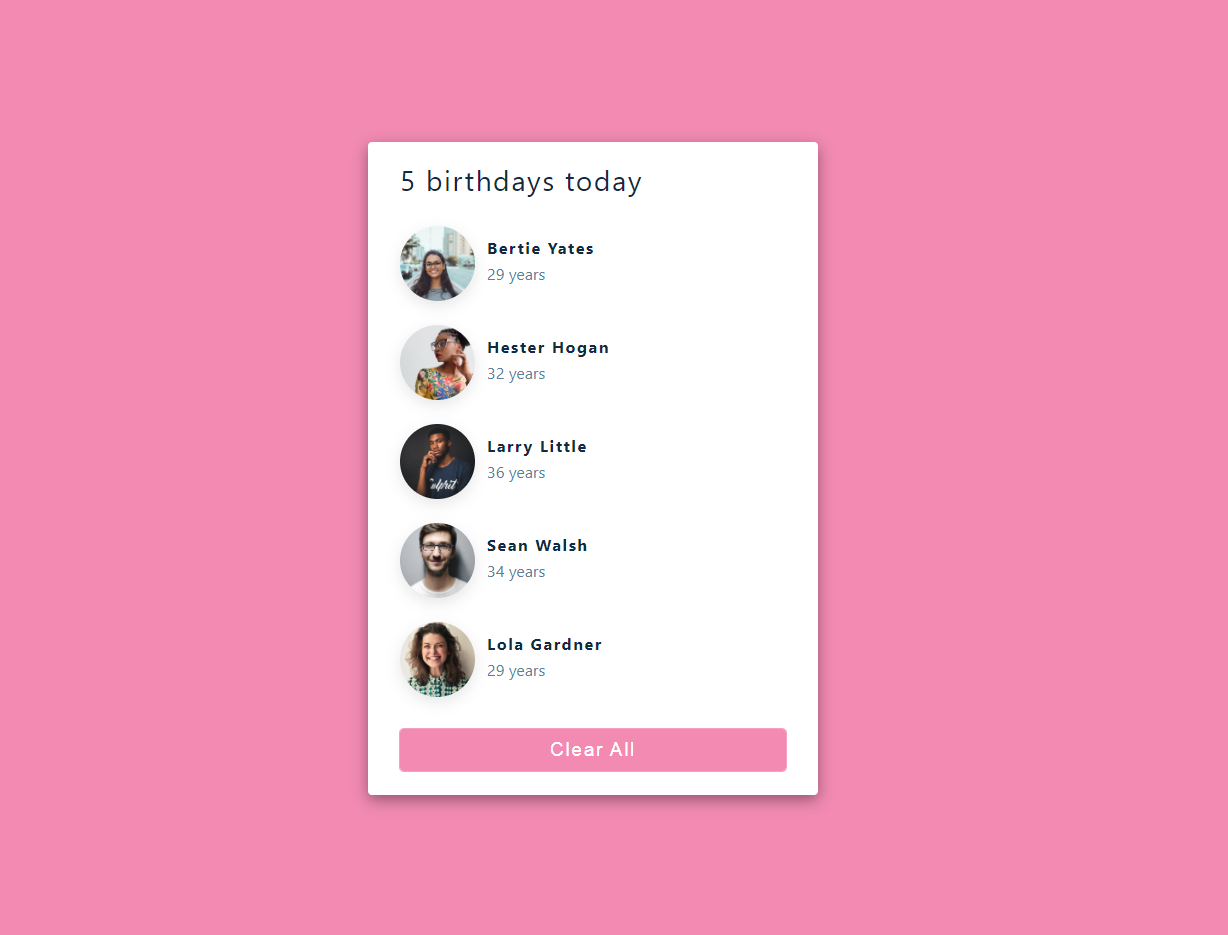 5 birthdays today
Bertie Yates
29 years
Hester Hogan
32 years
Larry Little
36 years
Sean Walsh
34 years
Lola Gardner
29 years
Clear All